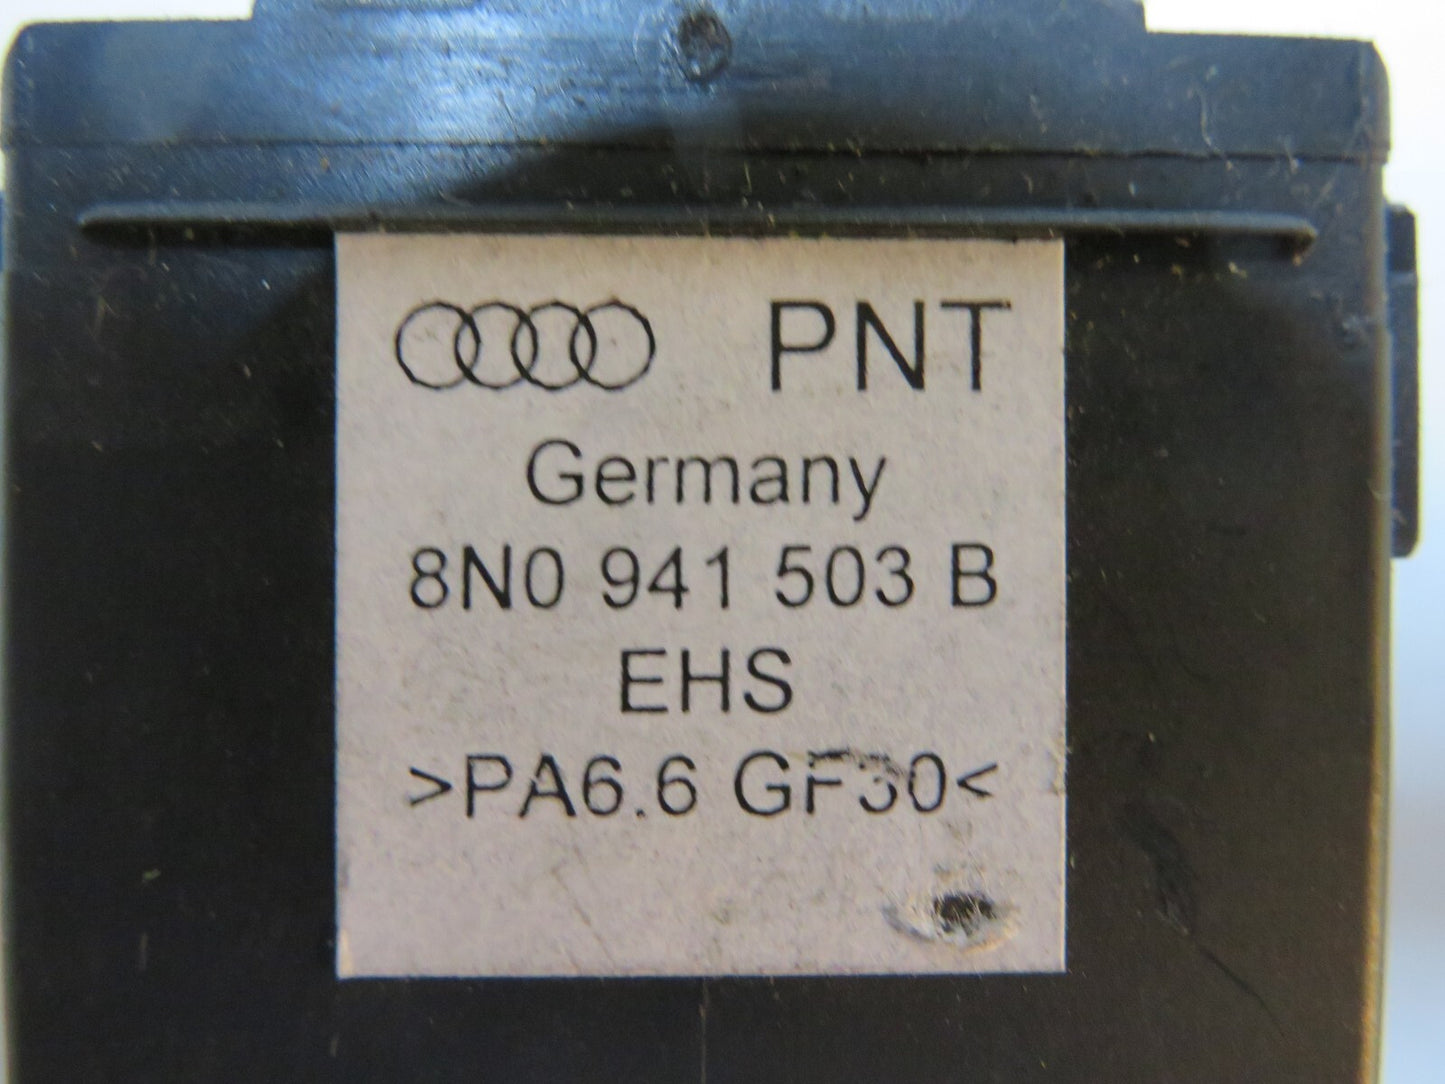 PNT
Germany
8N0 941 503 B
EHS
>PA6.6 GF30<